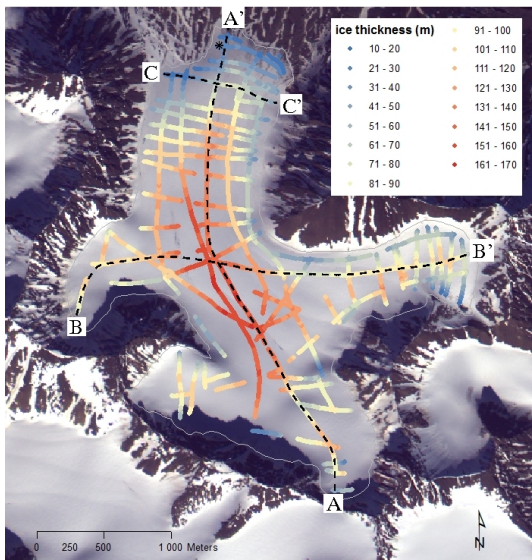 A'
*
C
C'
ice thickness (m)
10 - 20
21 - 30
31 - 40
41 - 50
51 - 60
61 - 70
71 - 80
81 - 90
91 - 100
101 - 110
111 - 120
121 - 130
131 - 140
141 - 150
151 - 160
161 - 170
B'
B
A
0 250 500 1 000 Meters
N